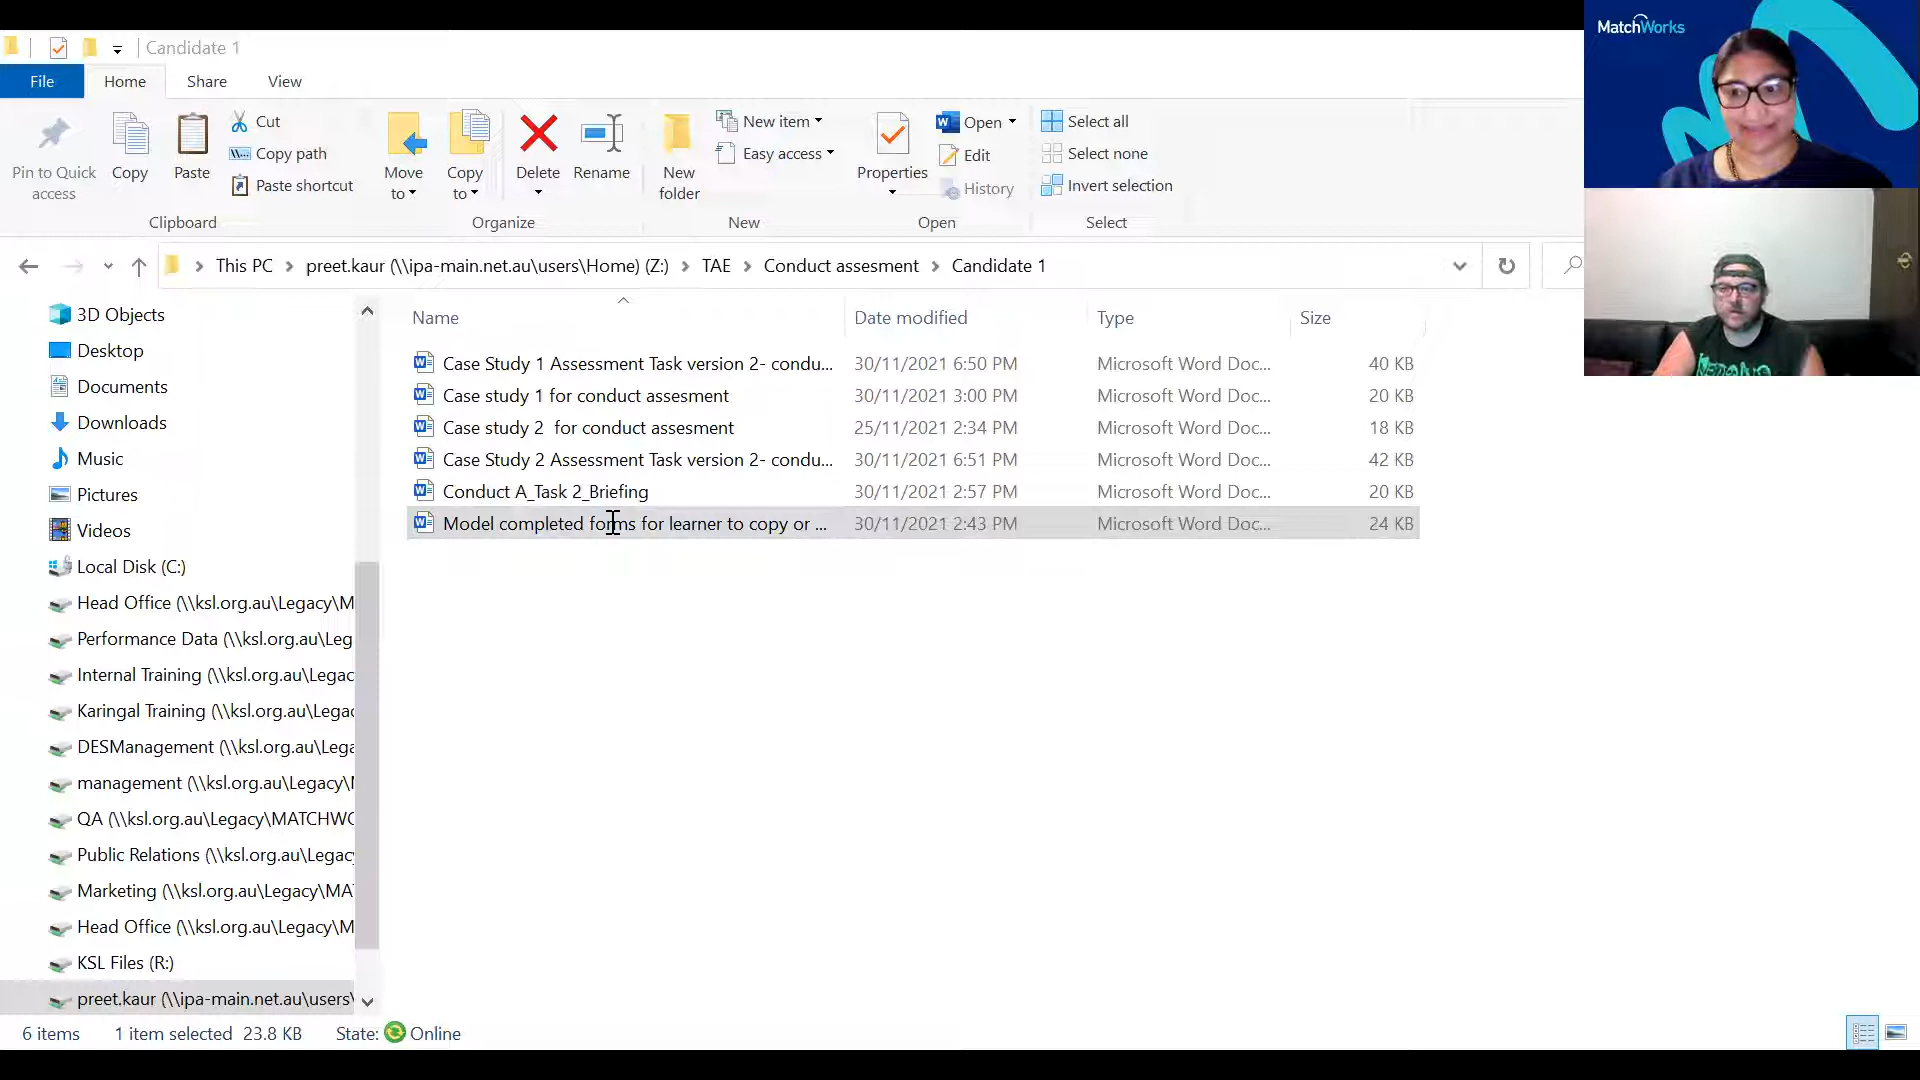 Candidate 1
MatchWorks
File Home Share View
Pin to Quick access
Copy
Paste
Cut
Copy path
Paste shortcut
Clipboard
Move to
Copy to
Delete
Rename
Organize
New folder
New item
Easy access
New
Properties
Open
Edit
History
Open
Select all
Select none
Invert selection
Select
This PC preet.kaur (\\ipa-main.net.au\users\Home) (Z:) TAE Conduct assesment Candidate 1
Name Date modified Type Size
Case Study 1 Assessment Task version 2- condu... 30/11/2021 6:50 PM Microsoft Word Doc... 40 KB
Case study 1 for conduct assesment 30/11/2021 3:00 PM Microsoft Word Doc... 20 KB
Case study 2  for conduct assesment 25/11/2021 2:34 PM Microsoft Word Doc... 18 KB
Case Study 2 Assessment Task version 2- condu... 30/11/2021 6:51 PM Microsoft Word Doc... 42 KB
Conduct A_Task 2_Briefing 30/11/2021 2:57 PM Microsoft Word Doc... 20 KB
Model completed forms for learner to copy or ... 30/11/2021 2:43 PM Microsoft Word Doc... 24 KB
3D Objects
Desktop
Documents
Downloads
Music
Pictures
Videos
Local Disk (C:)
Head Office (\\ksl.org.au\Legacy\M
Performance Data (\\ksl.org.au\Leg
Internal Training (\\ksl.org.au\Legac
Karingal Training (\\ksl.org.au\Legac
DESManagement (\\ksl.org.au\Lega
management (\\ksl.org.au\Legacy\
QA (\\ksl.org.au\Legacy\MATCHWO
Public Relations (\\ksl.org.au\Legacy
Marketing (\\ksl.org.au\Legacy\MA
Head Office (\\ksl.org.au\Legacy\M
KSL Files (R:)
preet.kaur (\\ipa-main.net.au\users\
6 items 1 item selected 23.8 KB State: Online